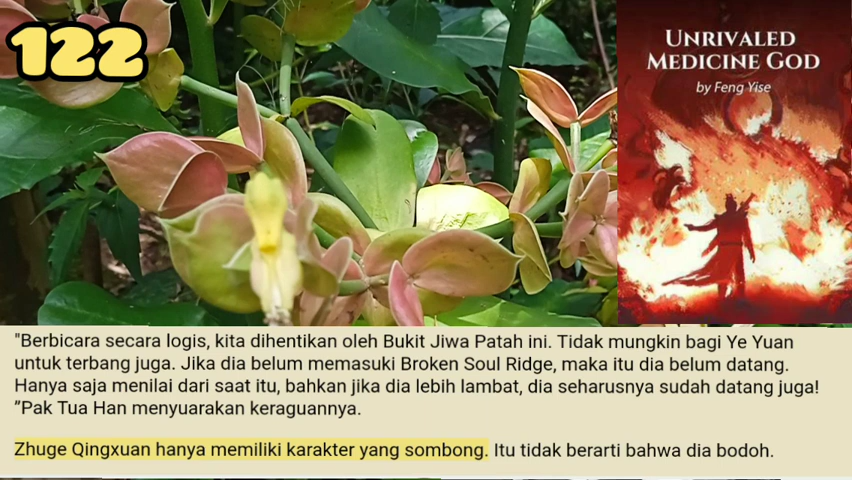 122
UNRIVALED
MEDICINE GOD
by Feng Yise
"Berbicara secara logis, kita dihentikan oleh Bukit Jiwa Patah ini. Tidak mungkin bagi Ye Yuan
untuk terbang juga. Jika dia belum memasuki Broken Soul Ridge, maka itu dia belum datang.
Hanya saja menilai dari saat itu, bahkan jika dia lebih lambat, dia seharusnya sudah datang juga!
”Pak Tua Han menyuarakan keraguannya.
Zhuge Qingxuan hanya memiliki karakter yang sombong. Itu tidak berarti bahwa dia bodoh.